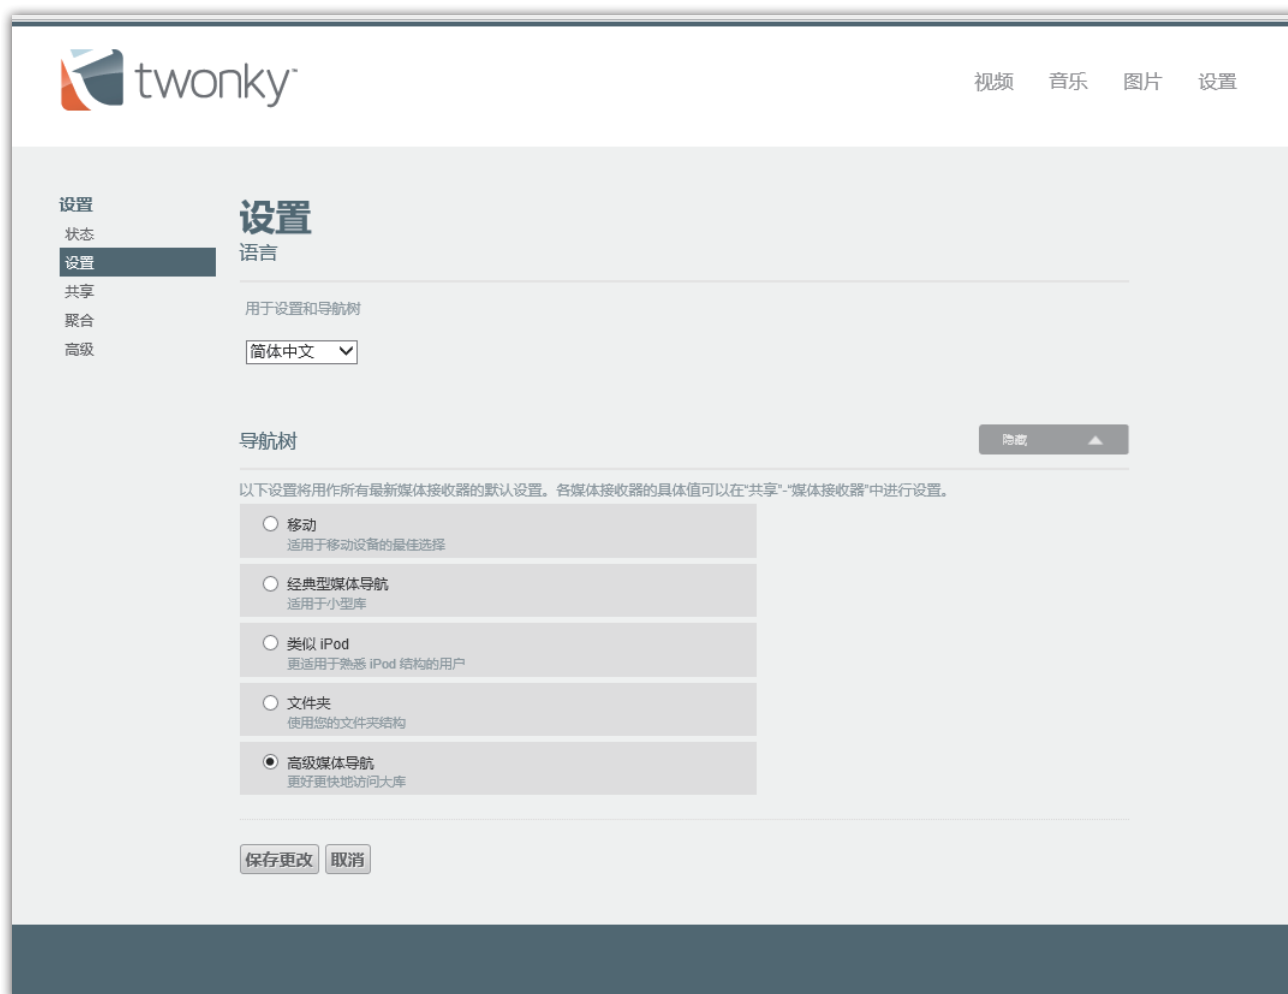 twonky™
视频 音乐 图片 设置
设置
状态
设置
共享
聚合
高级
设置
语言
用于设置和导航树
简体中文
导航树
隐藏
以下设置将用作所有最新媒体接收器的默认设置。各媒体接收器的具体值可以在“共享”-“媒体接收器”中进行设置。
移动
适用于移动设备的最佳选择
经典型媒体导航
适用于小型库
类似 iPod
更适用于熟悉 iPod 结构的用户
文件夹
使用您的文件夹结构
高级媒体导航
更好更快地访问大库
保存更改 取消